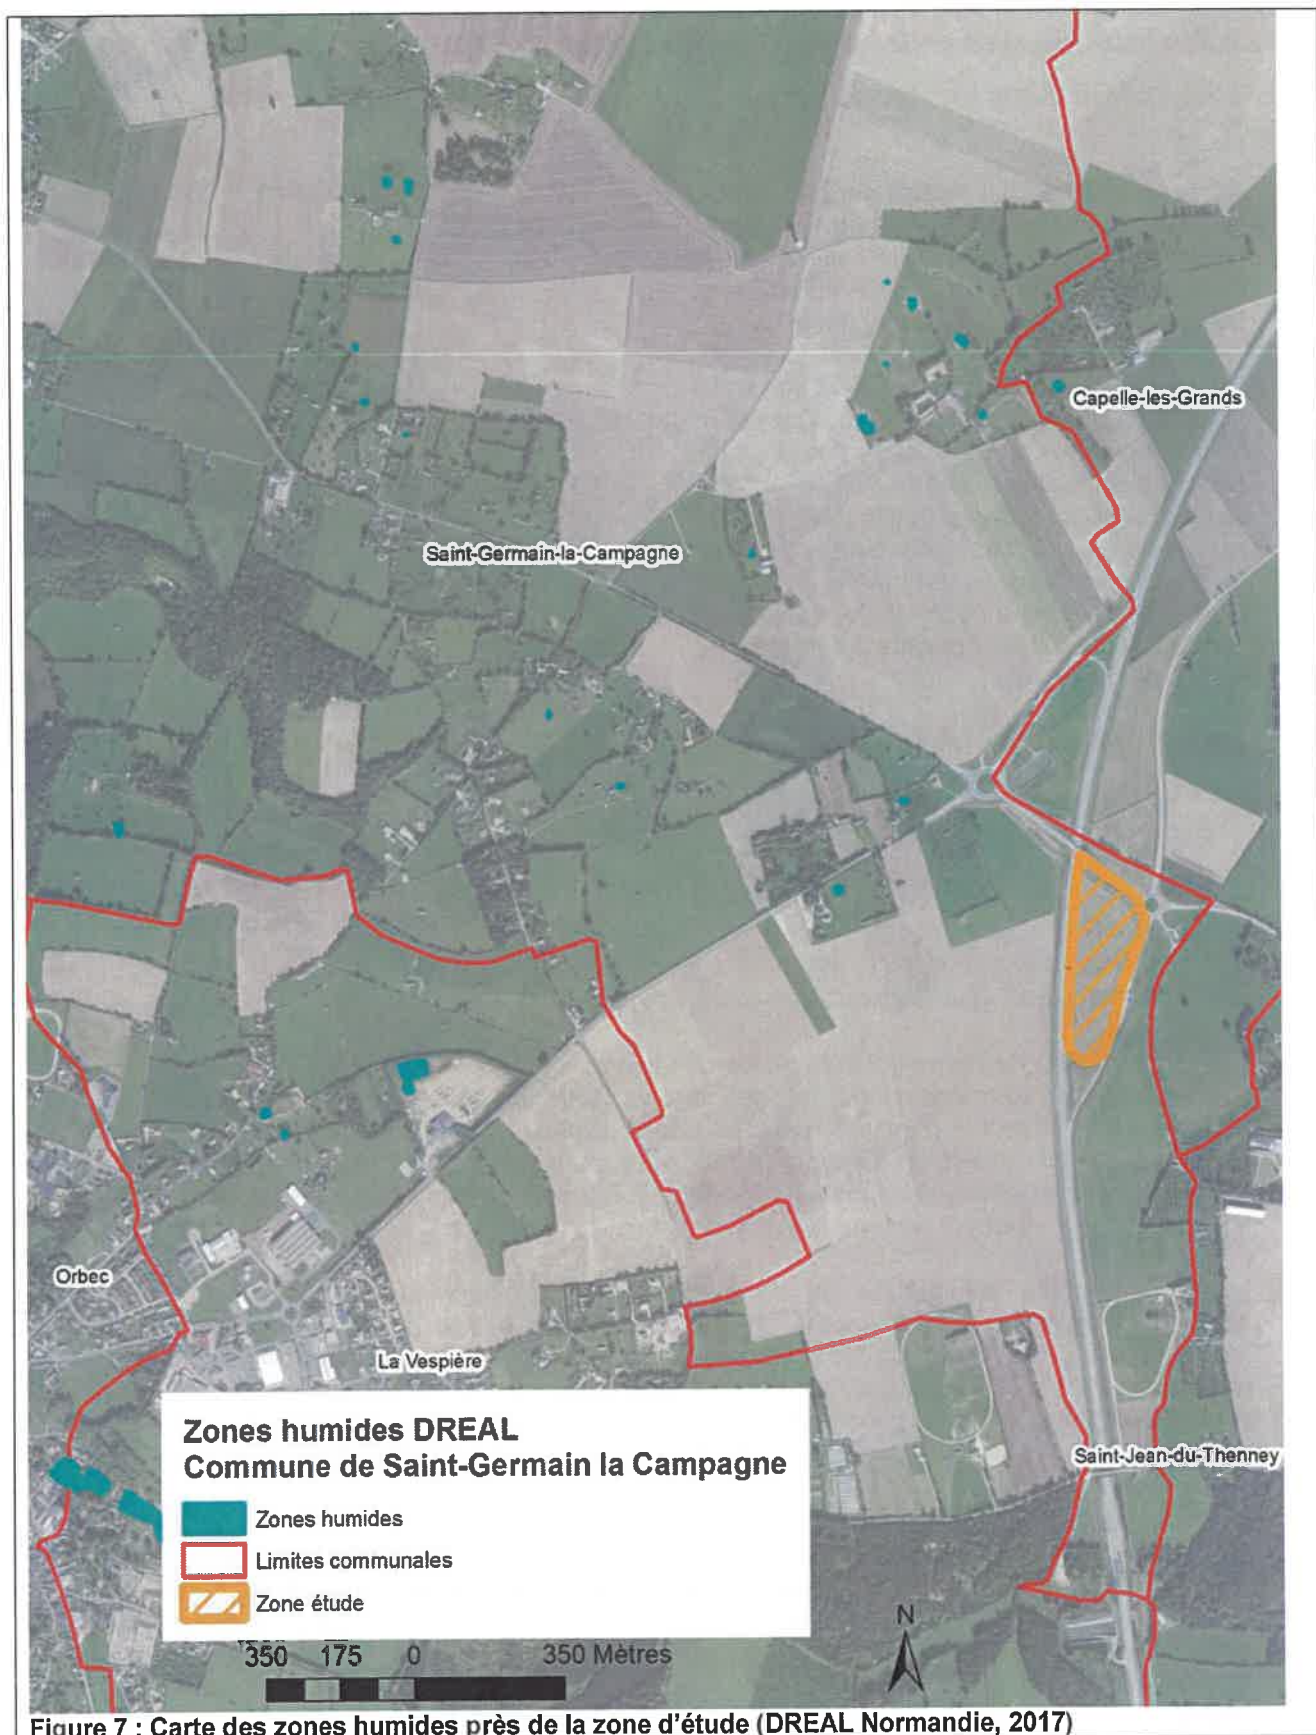 Capelle-les-Grands
Saint-Germain-la-Campagne
Orbec
La Vespière
Zones humides DREAL
Commune de Saint-Germain la Campagne
Saint-Jean-du-Thenney
Zones humides
Limites communales
Zone étude
N
350 175 0 350 Mètres
Figure 7 : Carte des zones humides près de la zone d'étude (DREAL Normandie, 2017)